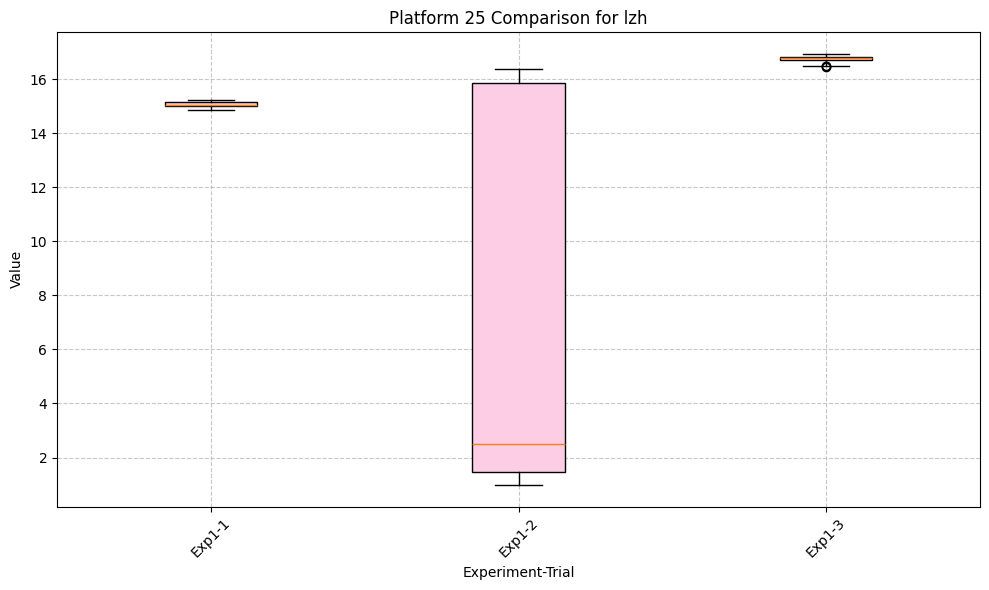 Platform 25 Comparison for lzh
Value
16
14
12
10
8
6
4
2
Exp1-1
Exp1-2
Exp1-3
Experiment-Trial